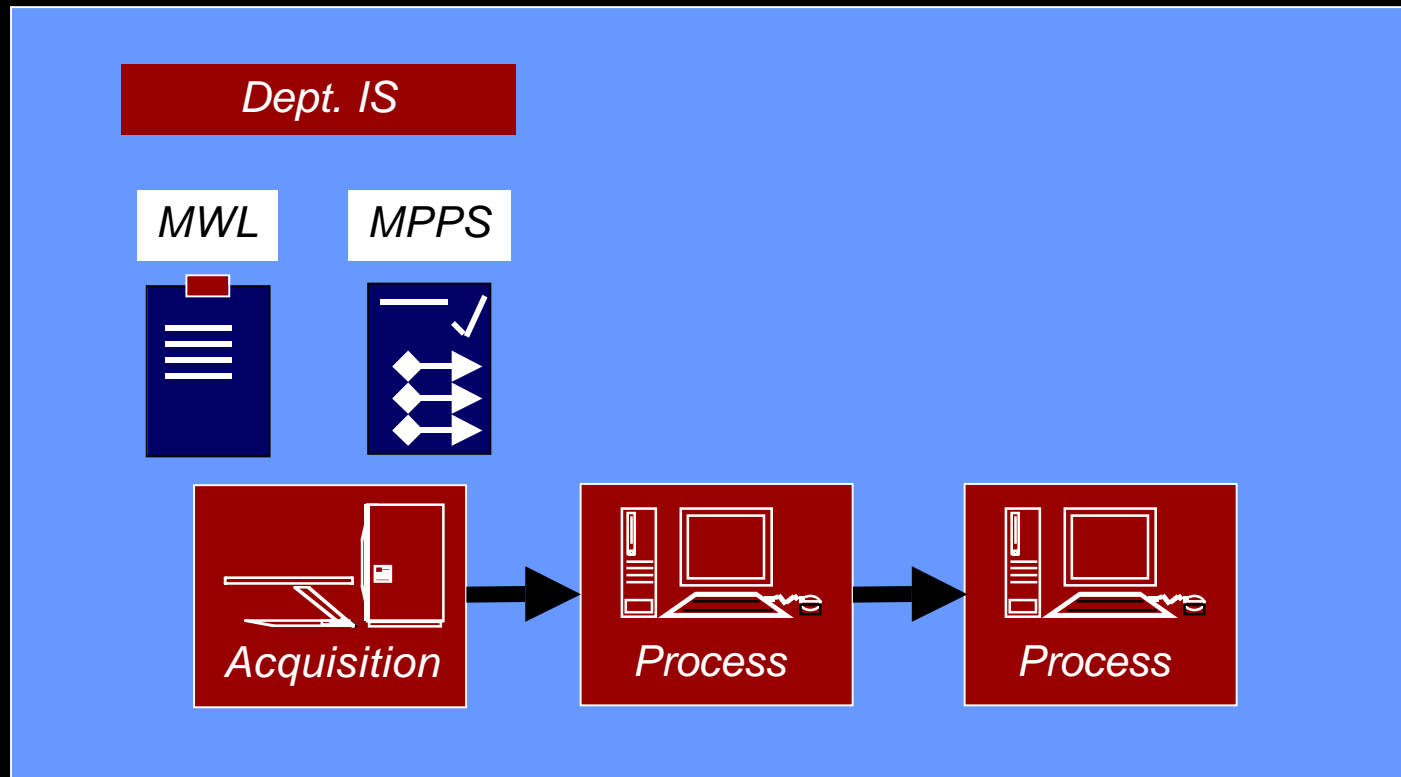 Dept. IS
MWL
MPPS
Acquisition
Process
Process